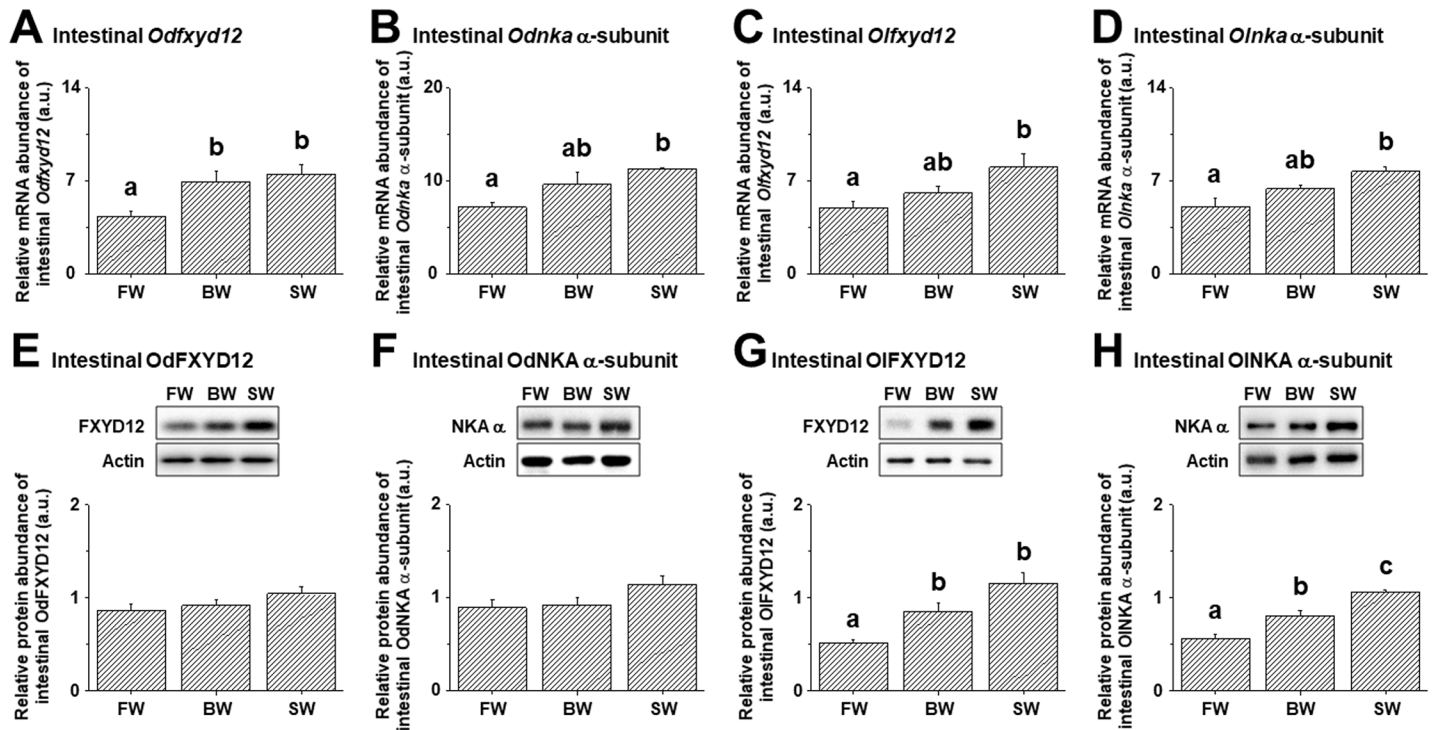 A Intestinal Odfxyd12
Relative mRNA abundance of
intestinal Odfxyd12 (a.u.)
14
7
0
a
b
b
FW BW SW
B Intestinal Odnka α-subunit
Relative mRNA abundance of
intestinal Odnka α-subunit (a.u.)
20
10
0
a
ab
b
FW BW SW
C Intestinal Olfxyd12
Relative mRNA abundance of
Intestinal Olfxyd12 (a.u.)
14
7
0
a
ab
b
FW BW SW
D Intestinal Olnka α-subunit
Relative mRNA abundance of
intestinal Olnka α-subunit (a.u.)
14
7
0
a
ab
b
FW BW SW
E Intestinal OdFXYD12
FW BW SW
FXYD12
Actin
Relative protein abundance of
intestinal OdFXYD12 (a.u.)
2
1
0
FW BW SW
F Intestinal OdNKA α-subunit
FW BW SW
NKA α
Actin
Relative protein abundance of
intestinal OdNKA α-subunit (a.u.)
2
1
0
FW BW SW
G Intestinal OlFXYD12
FW BW SW
FXYD12
Actin
Relative protein abundance of
intestinal OlFXYD12 (a.u.)
2
1
0
a
b
b
FW BW SW
H Intestinal OlNKA α-subunit
FW BW SW
NKA α
Actin
Relative protein abundance of
intestinal OlNKA α-subunit (a.u.)
2
1
0
a
b
c
FW BW SW